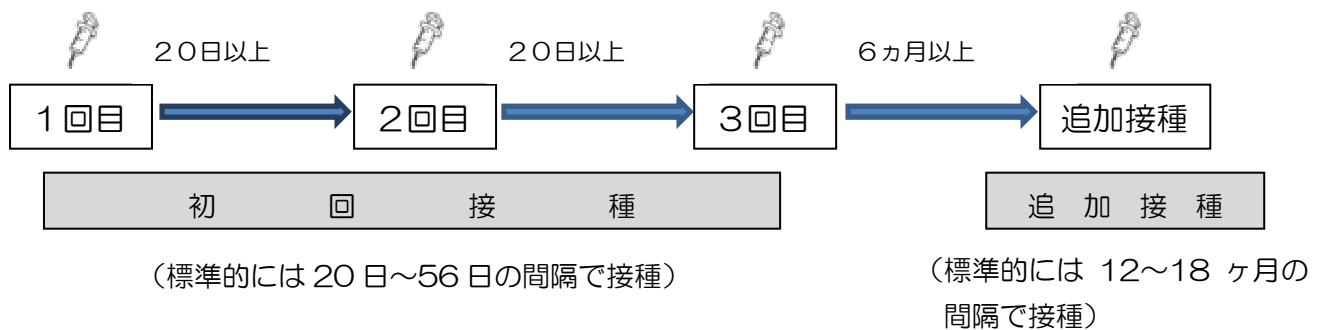 ２０日以上
２０日以上
６ヵ月以上
１回目
２回目
３回目
追加接種
初回接種
追加接種
（標準的には 20 日～56 日の間隔で接種）
（標準的には 12～18 ヶ月の
間隔で接種）